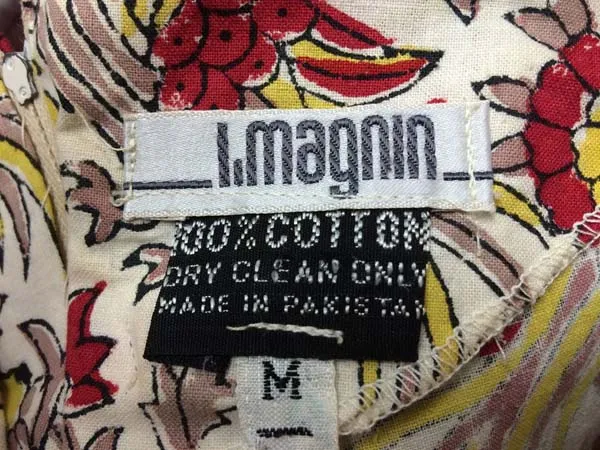 I. magnin
100% COTTON
DRY CLEAN ONLY
MADE IN PAKISTAN
M